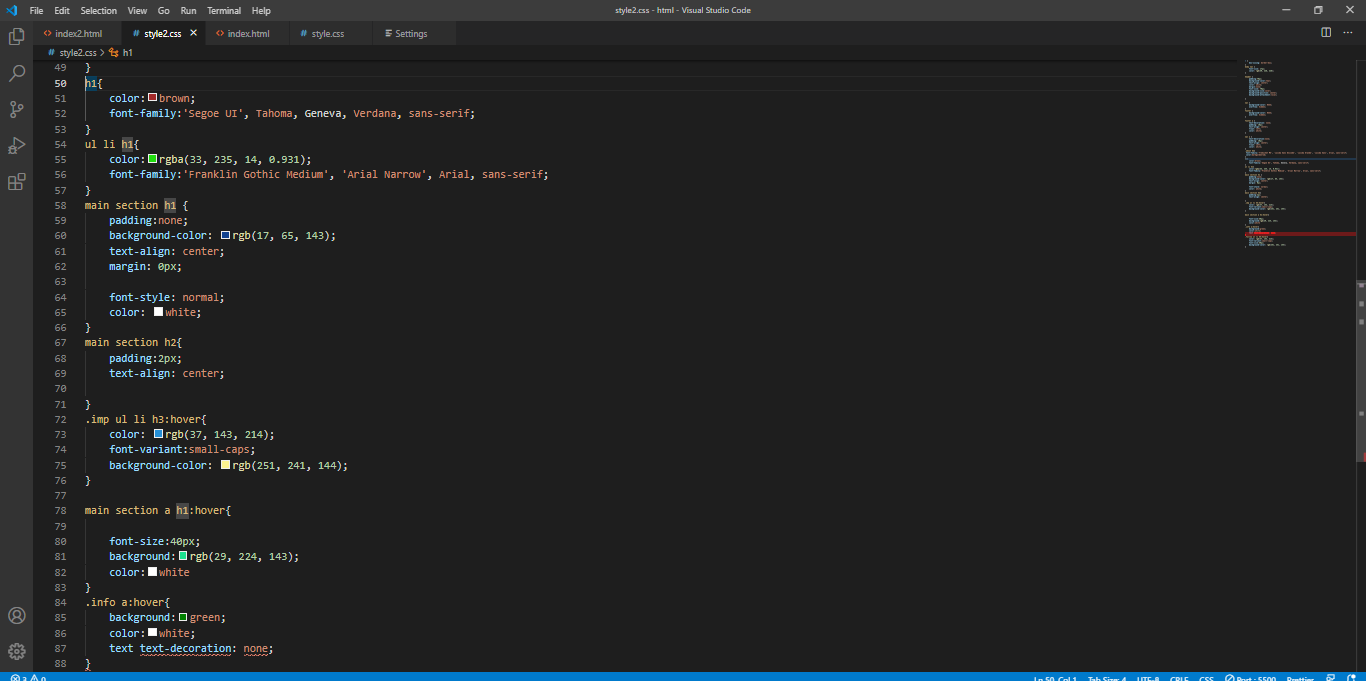 File Edit Selection View Go Run Terminal Help style2.css - html - Visual Studio Code
index2.html style2.css index.html style.css Settings
style2.css > h1
49 }
50 h1{
51 color: brown;
52 font-family:'Segoe UI', Tahoma, Geneva, Verdana, sans-serif;
53 }
54 ul li h1{
55 color: rgba(33, 235, 14, 0.931);
56 font-family:'Franklin Gothic Medium', 'Arial Narrow', Arial, sans-serif;
57 }
58 main section h1 {
59 padding:none;
60 background-color: rgb(17, 65, 143);
61 text-align: center;
62 margin: 0px;
63
64 font-style: normal;
65 color: white;
66 }
67 main section h2{
68 padding:2px;
69 text-align: center;
70
71 }
72 .imp ul li h3:hover{
73 color: rgb(37, 143, 214);
74 font-variant:small-caps;
75 background-color: rgb(251, 241, 144);
76 }
77
78 main section a h1:hover{
79
80 font-size:40px;
81 background: rgb(29, 224, 143);
82 color: white
83 }
84 .info a:hover{
85 background: green;
86 color: white;
87 text text-decoration: none;
88 }
3 0 Ln 50, Col 1 Tab Size: 4 UTF-8 CRLF CSS Port : 5500 Prettier